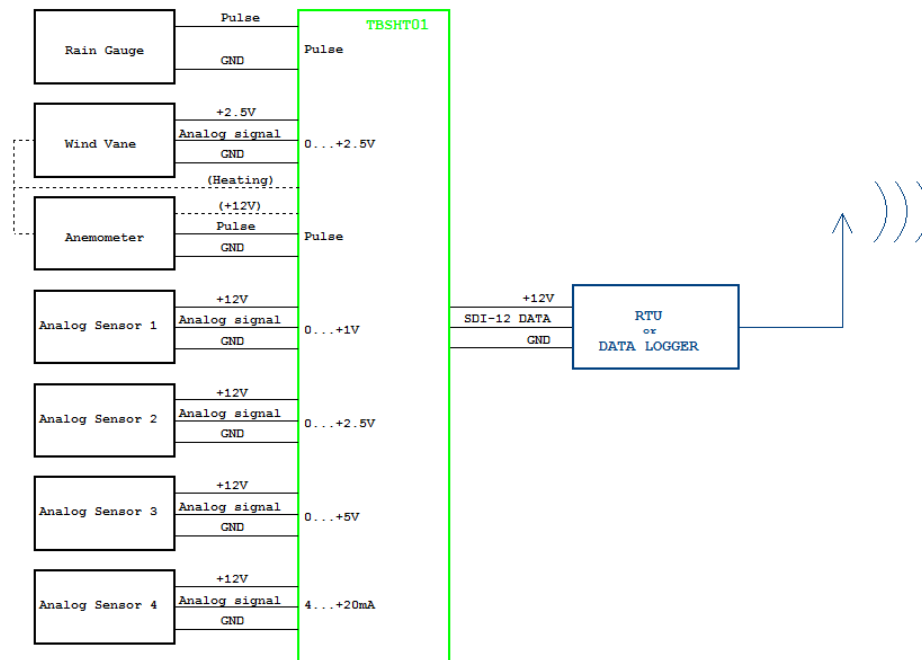 TBSHT01
Rain Gauge
Pulse
GND
Pulse
Wind Vane
+2.5V
Analog signal
GND
0...+2.5V
(Heating)
Anemometer
(+12V)
Pulse
GND
Pulse
Analog Sensor 1
+12V
Analog signal
GND
0...+1V
Analog Sensor 2
+12V
Analog signal
GND
0...+2.5V
Analog Sensor 3
+12V
Analog signal
GND
0...+5V
Analog Sensor 4
+12V
Analog signal
GND
4...+20mA
+12V
SDI-12 DATA
GND
RTU
or
DATA LOGGER